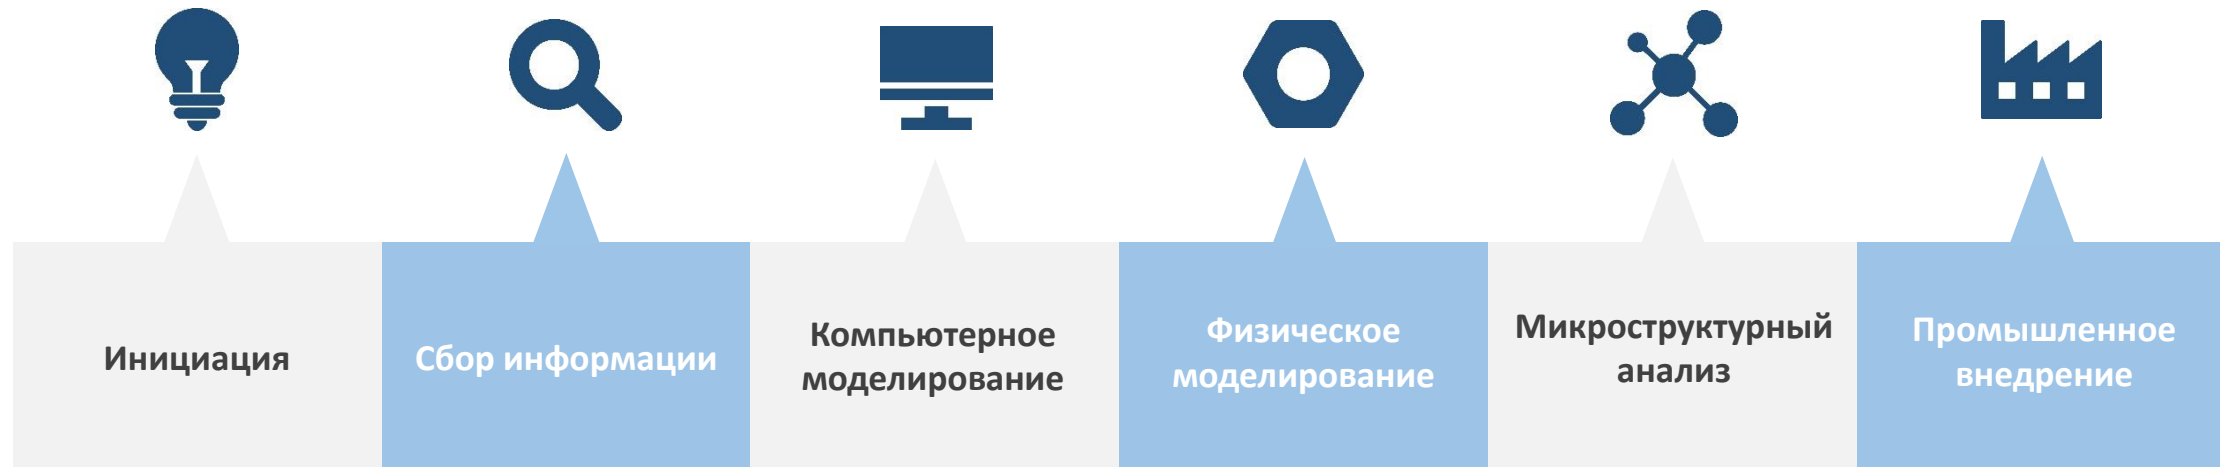 Инициация
Сбор информации
Компьютерное
моделирование
Физическое
моделирование
Микроструктурный
анализ
Промышленное
внедрение